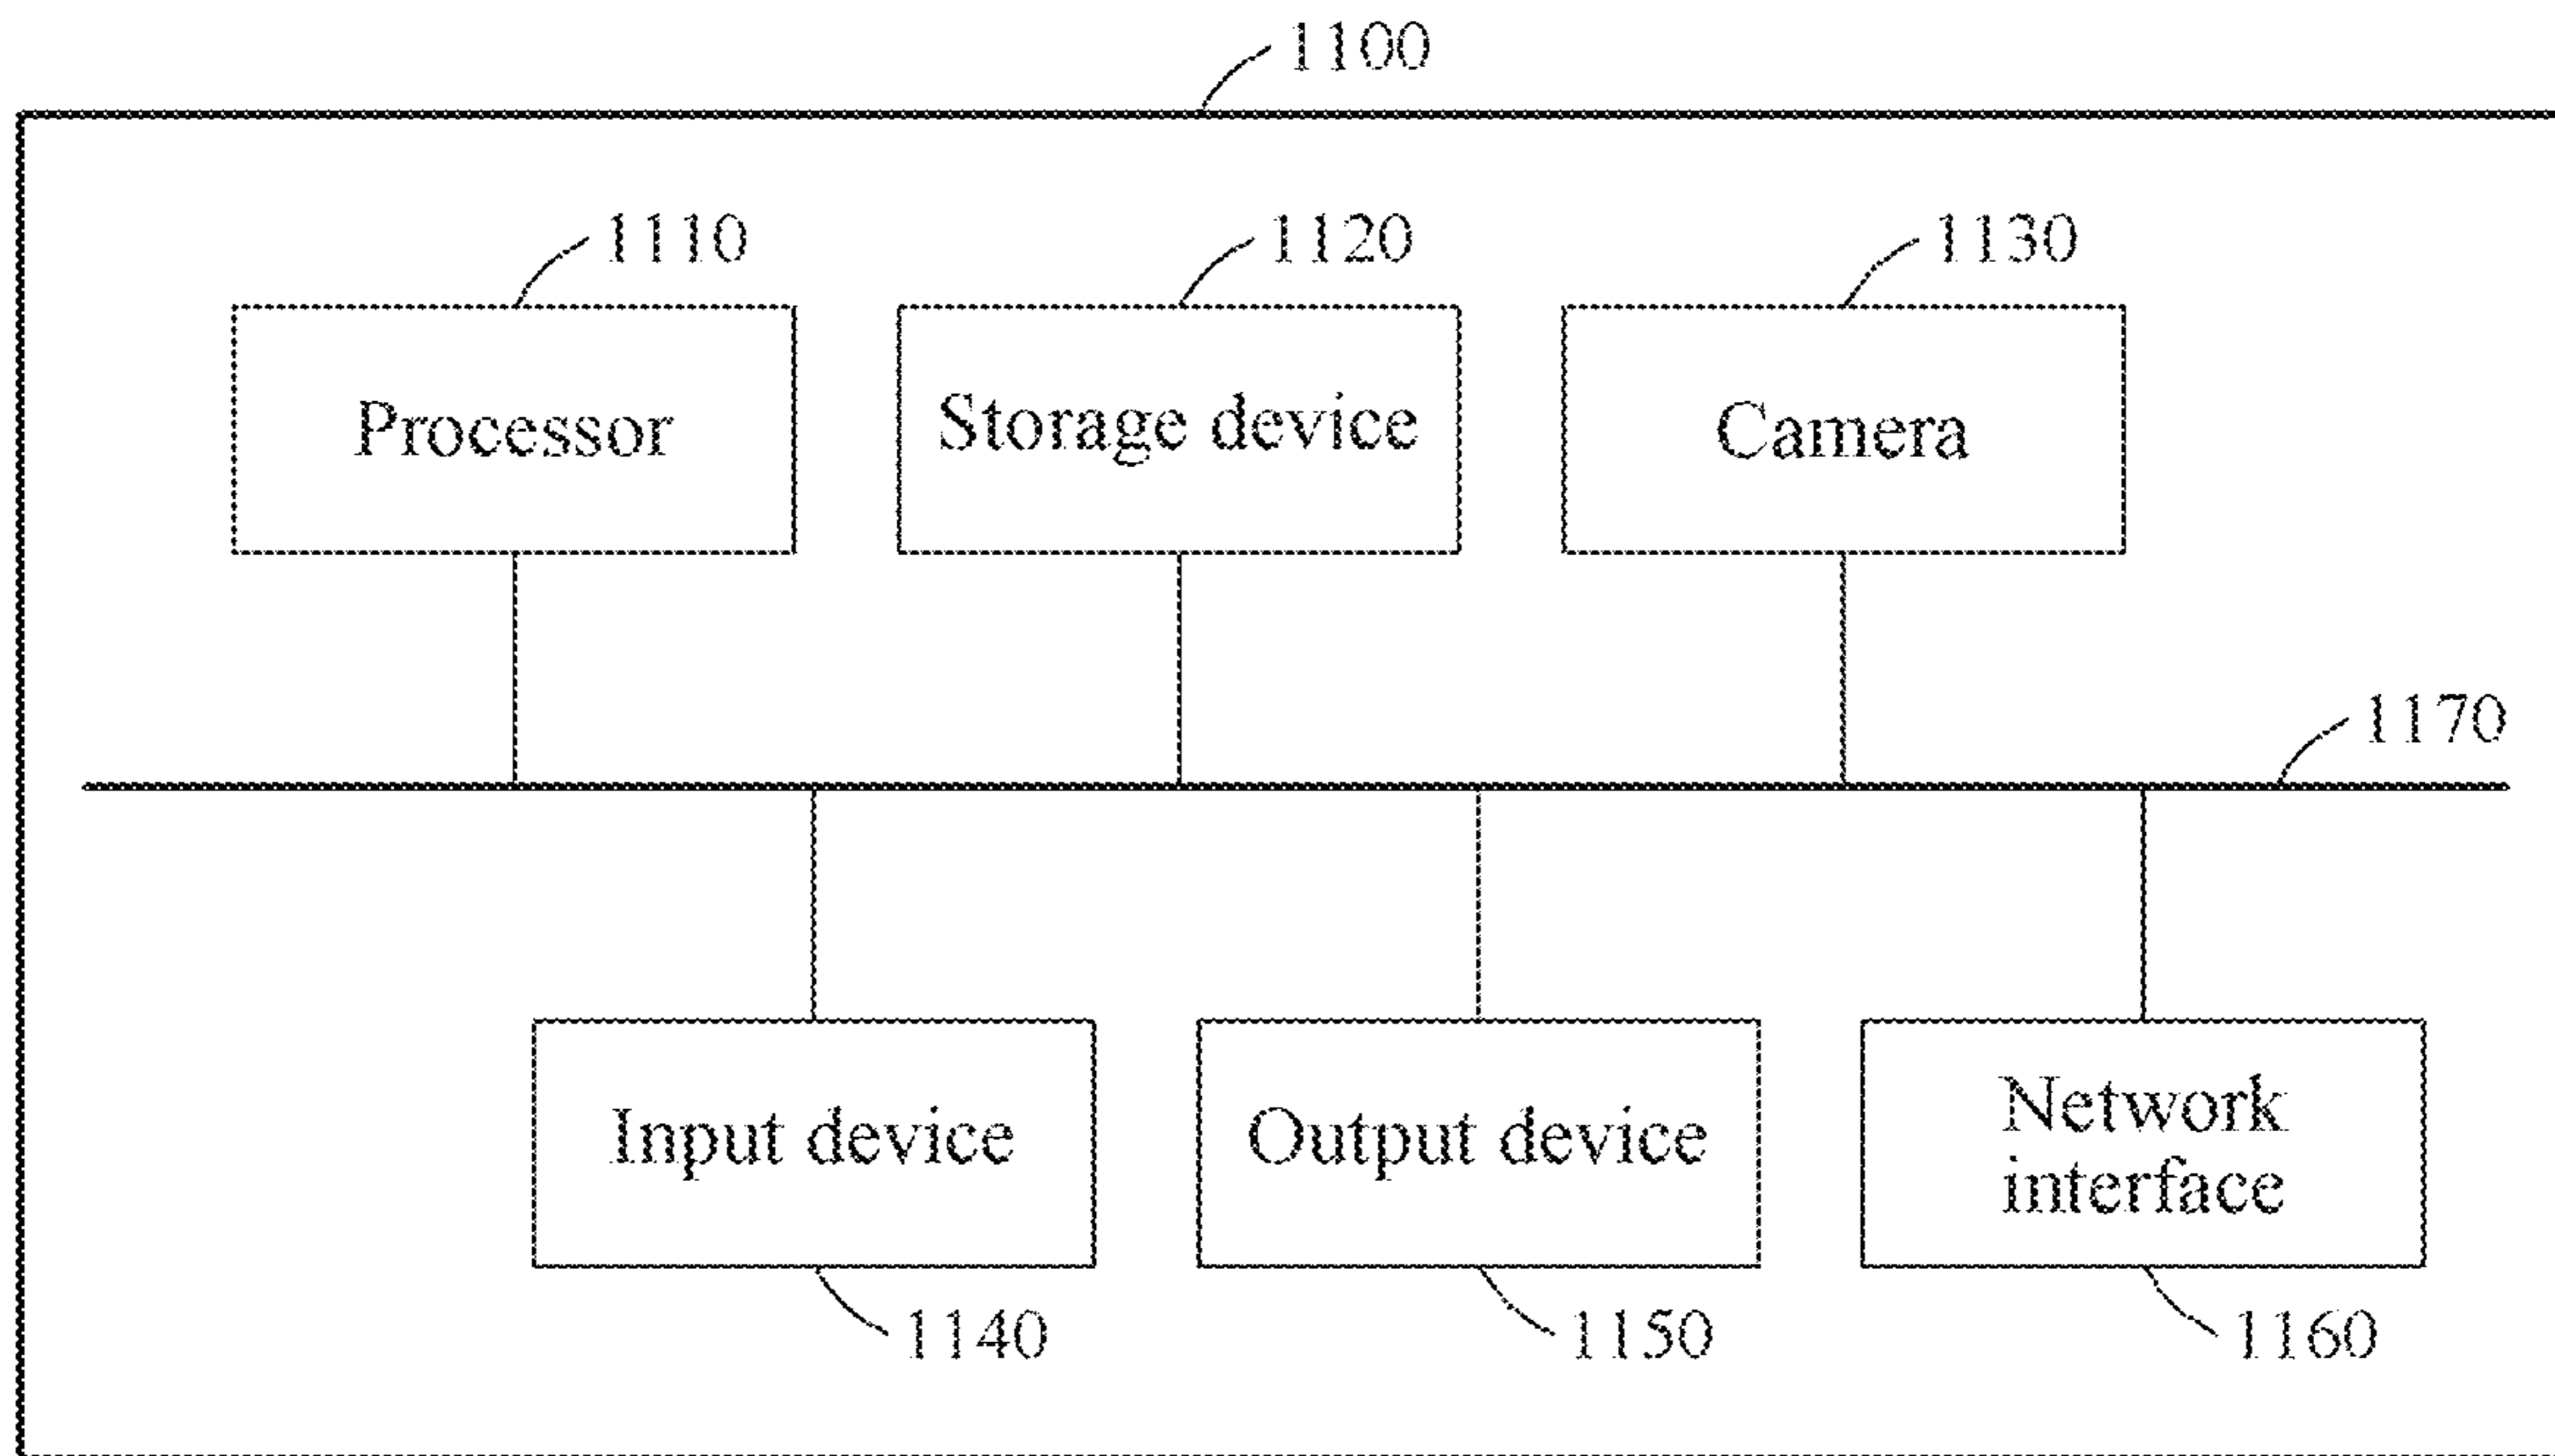 1100
1110
1120
1130
Processor
Storage device
Camera
1170
Input device
Output device
Network
interface
1140
1150
1160